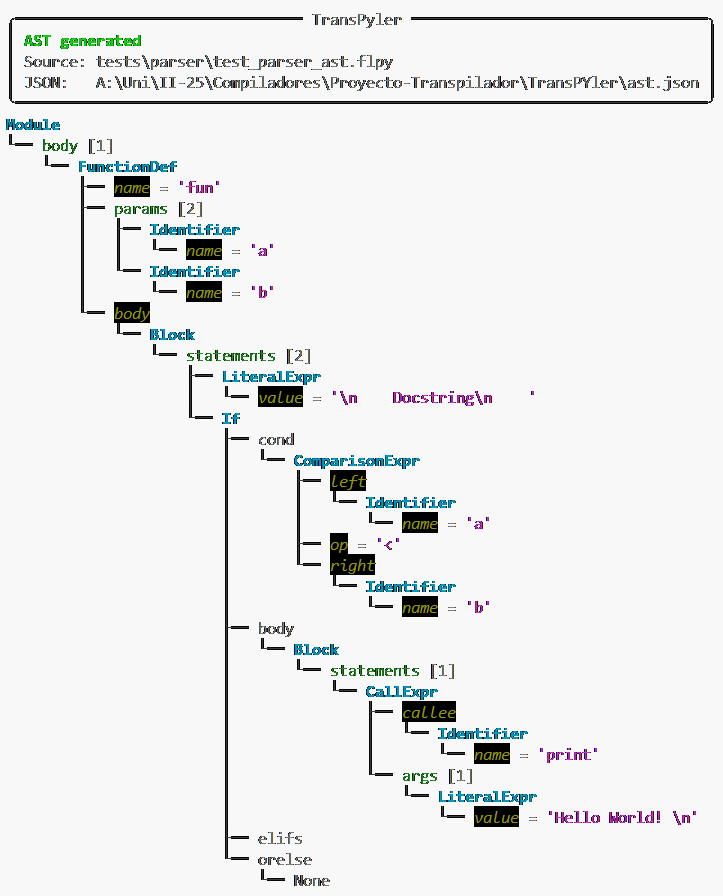 TransPyler
AST generated
Source: tests\parser\test_parser_ast.flpy
JSON:   A:\Uni\II-25\Compiladores\Proyecto-Transpilador\TransPYler\ast.json
Module
body [1]
FunctionDef
name = 'fun'
params [2]
Identifier
name = 'a'
Identifier
name = 'b'
body
Block
statements [2]
LiteralExpr
value = '\n    Docstring\n    '
If
cond
ComparisonExpr
left
Identifier
name = 'a'
op = '<'
right
Identifier
name = 'b'
body
Block
statements [1]
CallExpr
callee
Identifier
name = 'print'
args [1]
LiteralExpr
value = 'Hello World! \n'
elifs
orelse
None